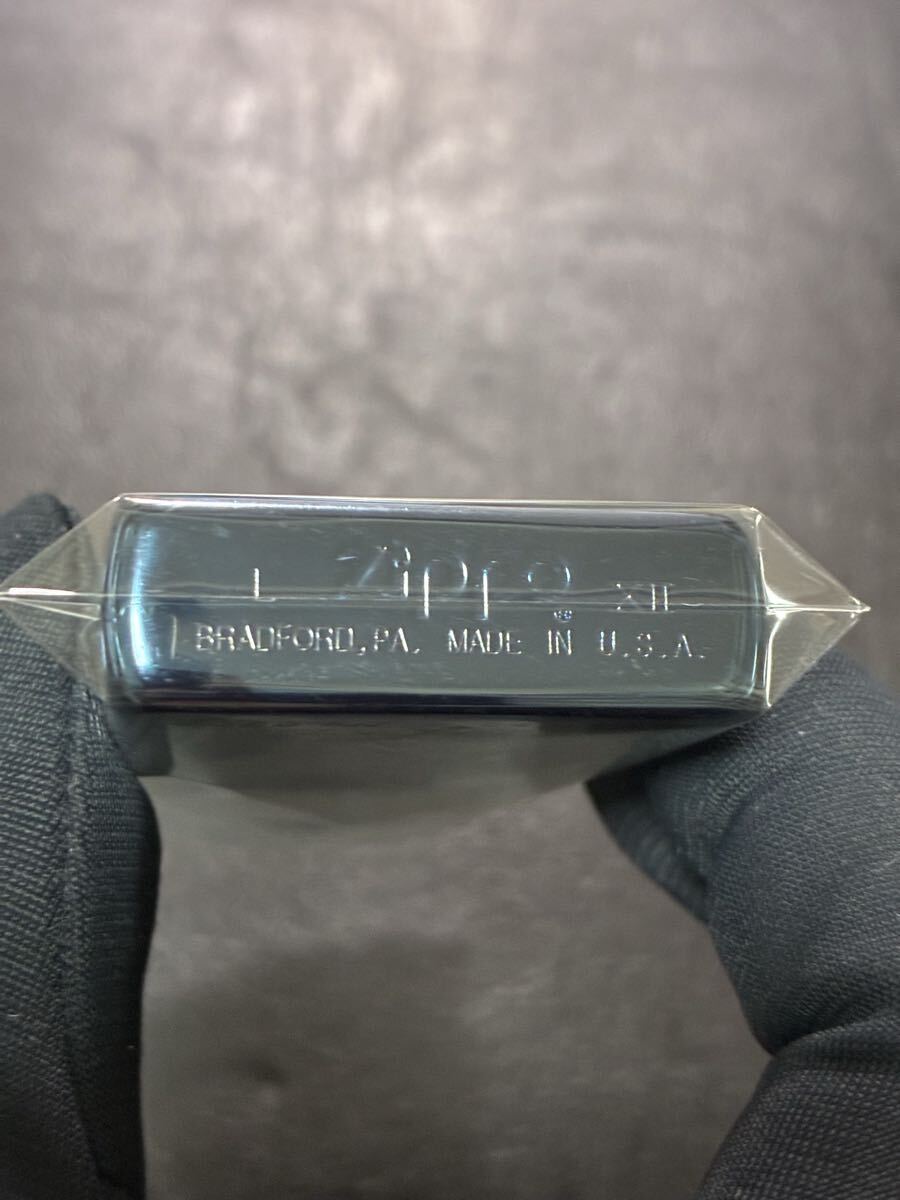 L Zippo ® XII
BRADFORD, PA. MADE IN U.S.A.